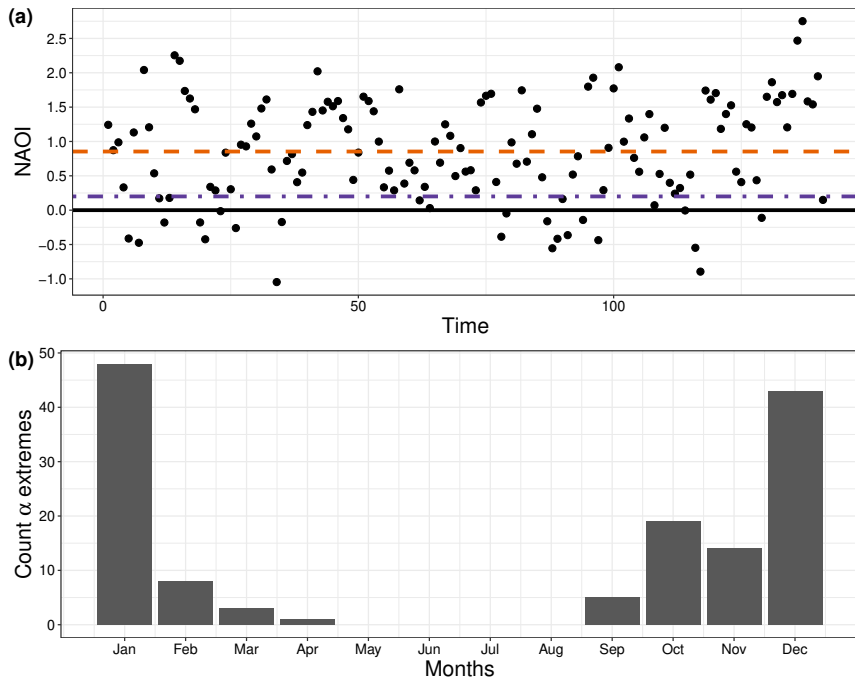 (a)
2.5
2.0
1.5
1.0
0.5
0.0
−0.5
−1.0
NAOI
0 50 100
Time
(b)
50
40
30
20
10
0
Count α extremes
Jan Feb Mar Apr May Jun Jul Aug Sep Oct Nov Dec
Months